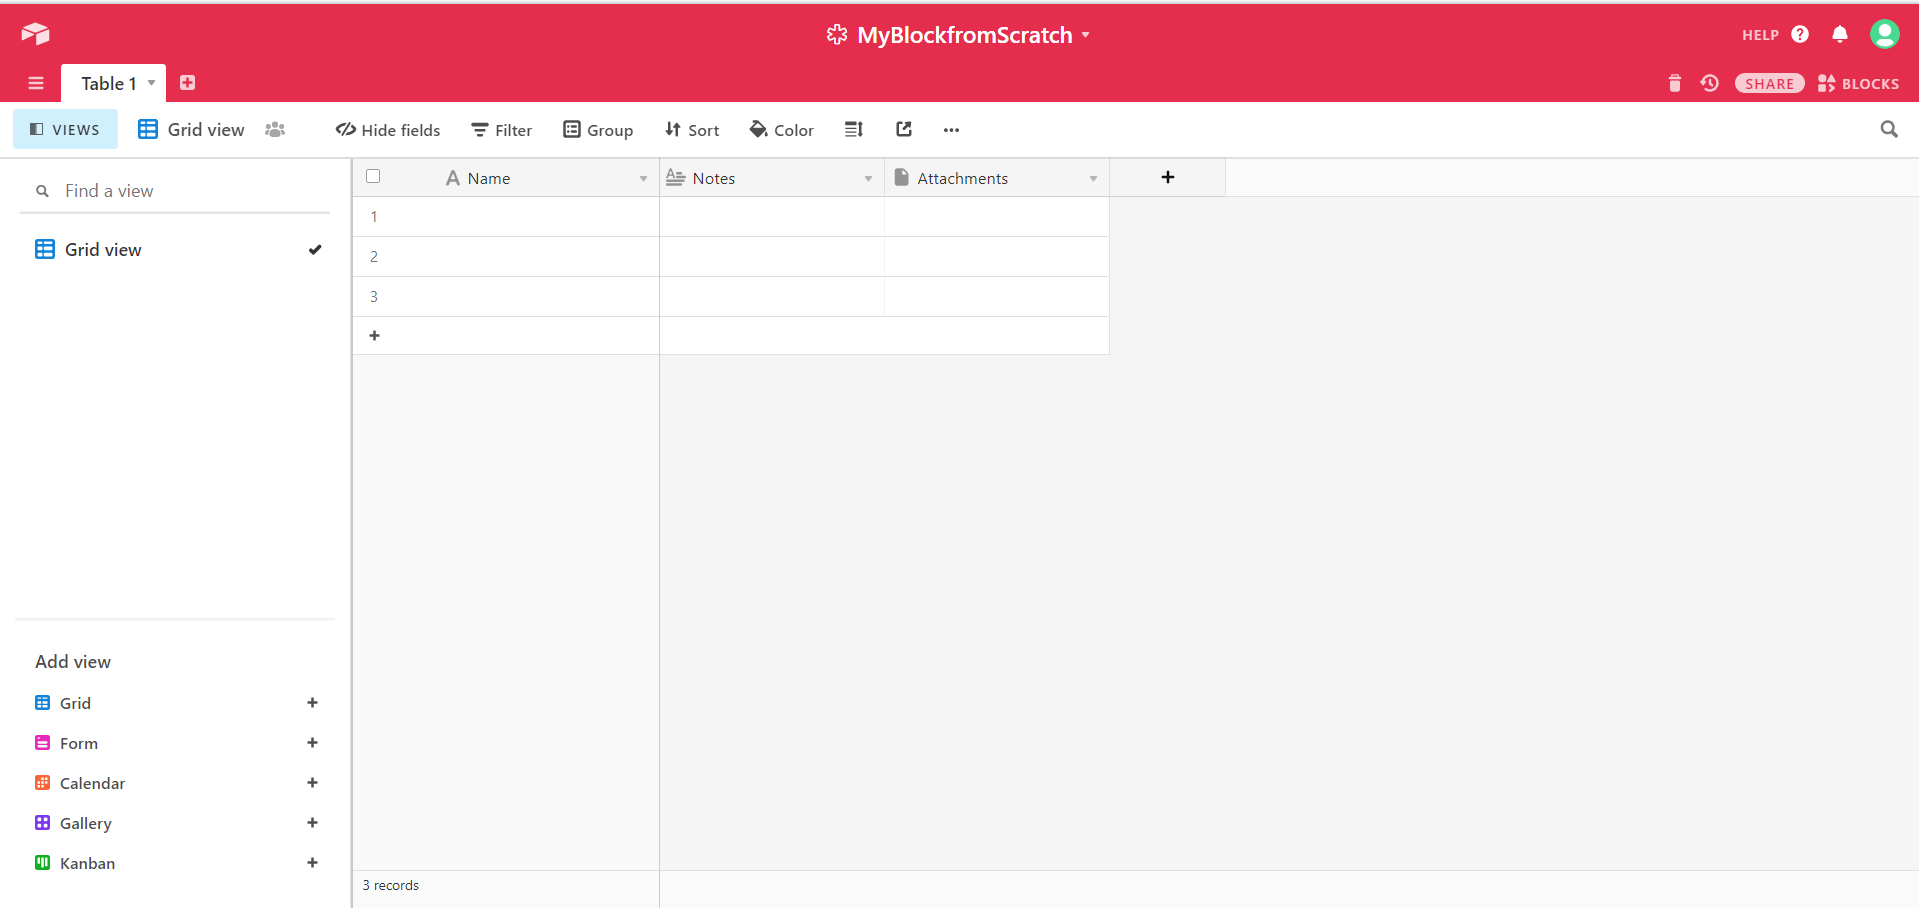 MyBlockfromScratch
HELP
Table 1
SHARE
BLOCKS
VIEWS
Grid view
Hide fields
Filter
Group
Sort
Color
Find a view
Name
Notes
Attachments
1
Grid view
2
3
Add view
Grid
Form
Calendar
Gallery
Kanban
3 records